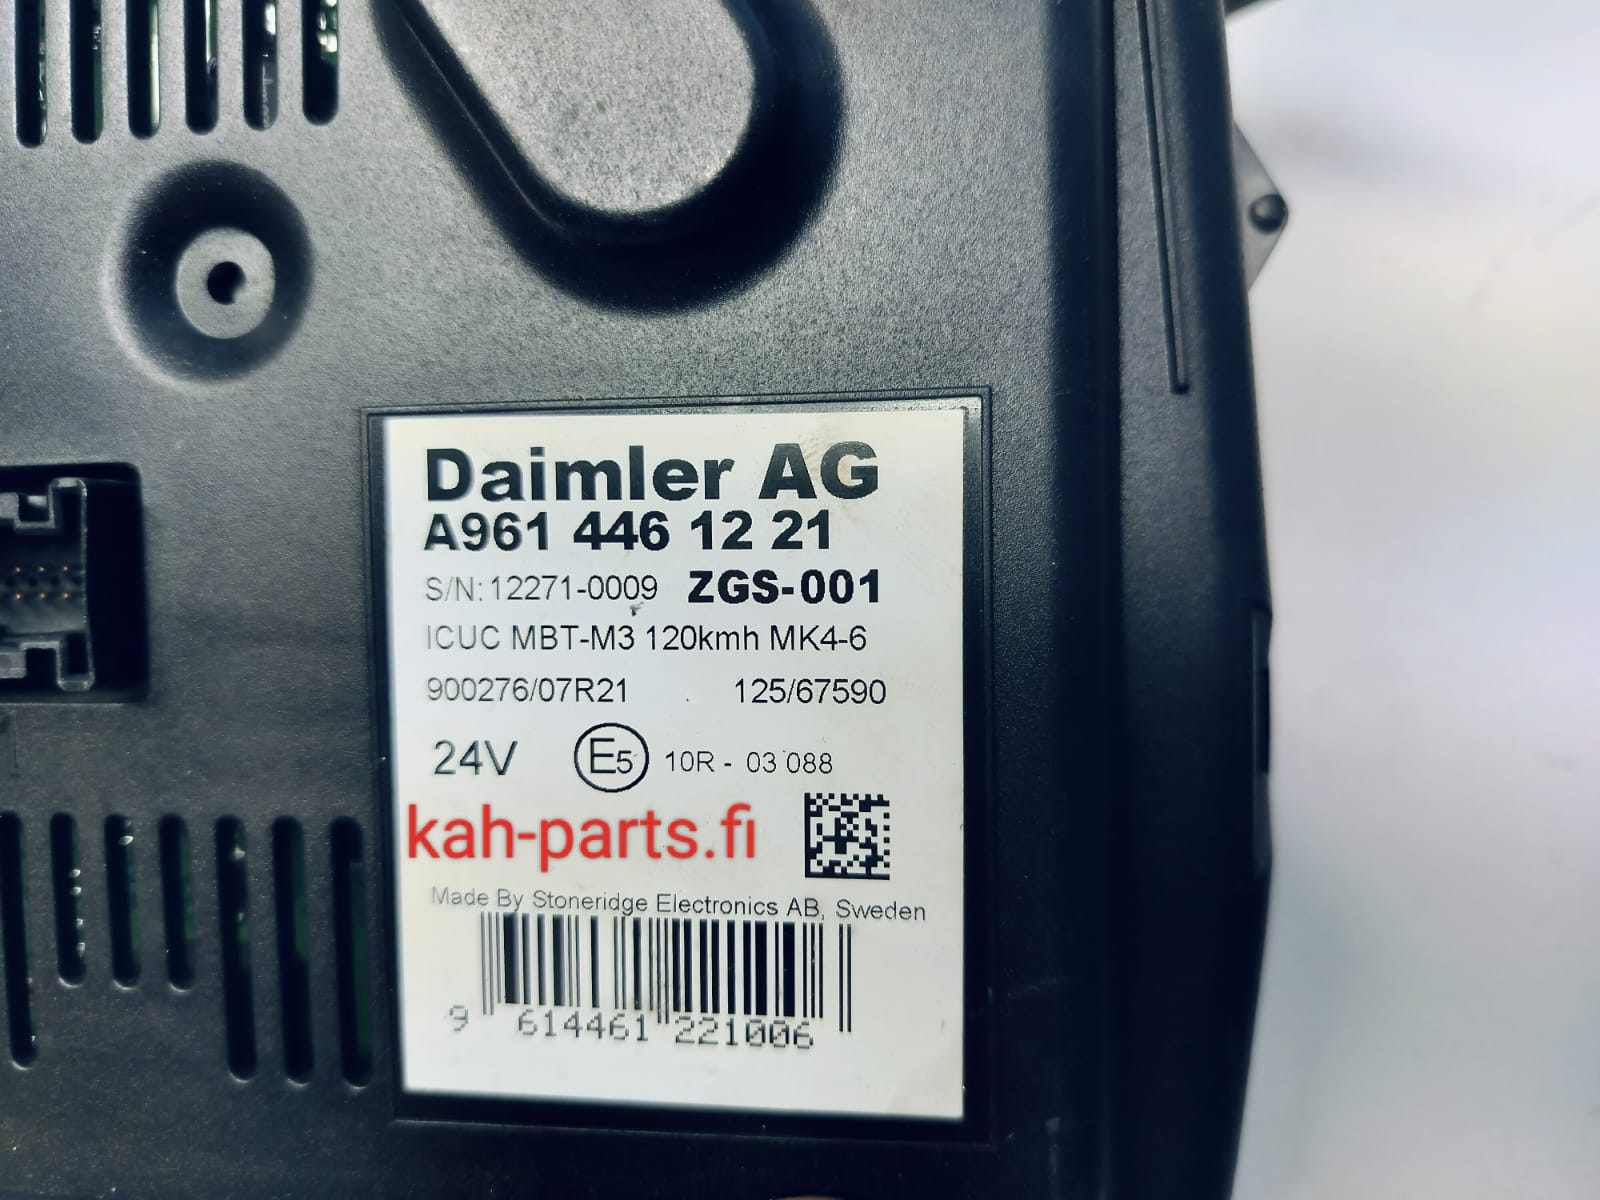 Daimler AG
A961 446 12 21
S/N: 12271-0009 ZGS-001
ICUC MBT-M3 120kmh MK4-6
900276/07R21 125/67590
24V E5 10R - 03 088
kah-parts.fi
Made By Stoneridge Electronics AB, Sweden
9 614461 221006